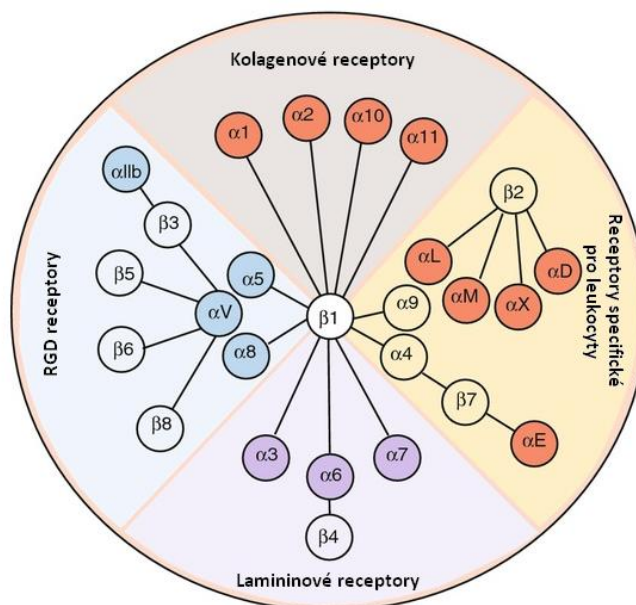 Kolagenové receptory
α1
α2
α10
α11
αIIb
β3
β5
αV
β6
β8
α5
α8
RGD receptory
β1
β2
αL
αM
αX
αD
α9
α4
β7
αE
Receptory specifické
pro leukocyty
α3
α6
α7
β4
Lamininové receptory